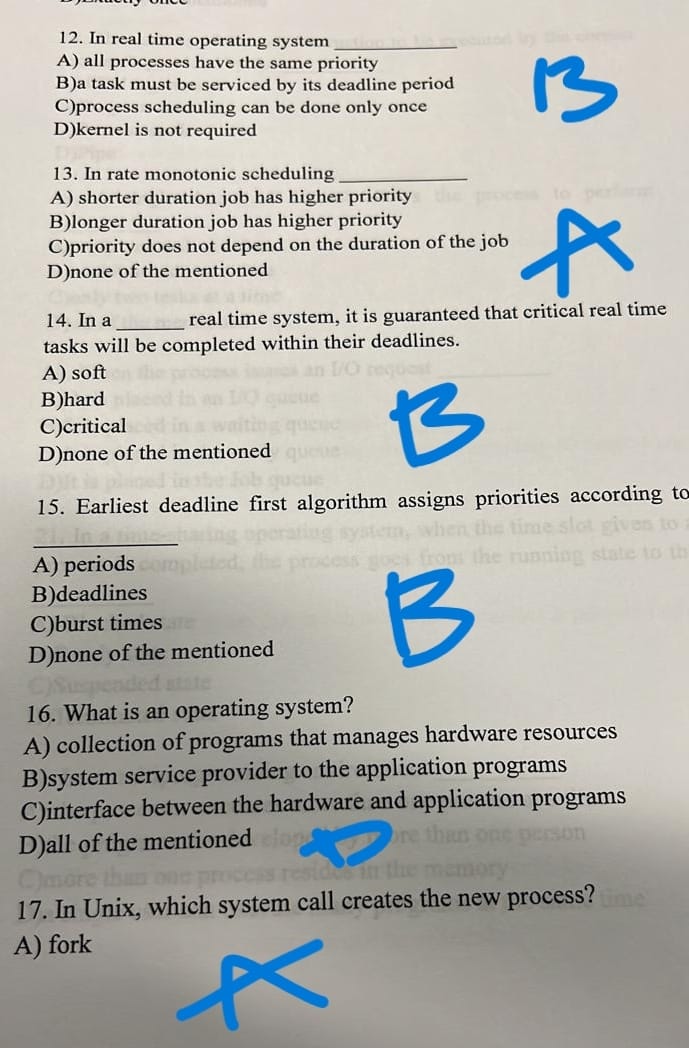 12. In real time operating system ____________
A) all processes have the same priority
B)a task must be serviced by its deadline period
C)process scheduling can be done only once
D)kernel is not required
B
13. In rate monotonic scheduling ____________
A) shorter duration job has higher priority
B)longer duration job has higher priority
C)priority does not depend on the duration of the job
D)none of the mentioned
A
14. In a _______ real time system, it is guaranteed that critical real time
tasks will be completed within their deadlines.
A) soft
B)hard
C)critical
D)none of the mentioned
B
15. Earliest deadline first algorithm assigns priorities according to
____________
A) periods
B)deadlines
C)burst times
D)none of the mentioned
B
16. What is an operating system?
A) collection of programs that manages hardware resources
B)system service provider to the application programs
C)interface between the hardware and application programs
D)all of the mentioned
D
17. In Unix, which system call creates the new process?
A) fork
A